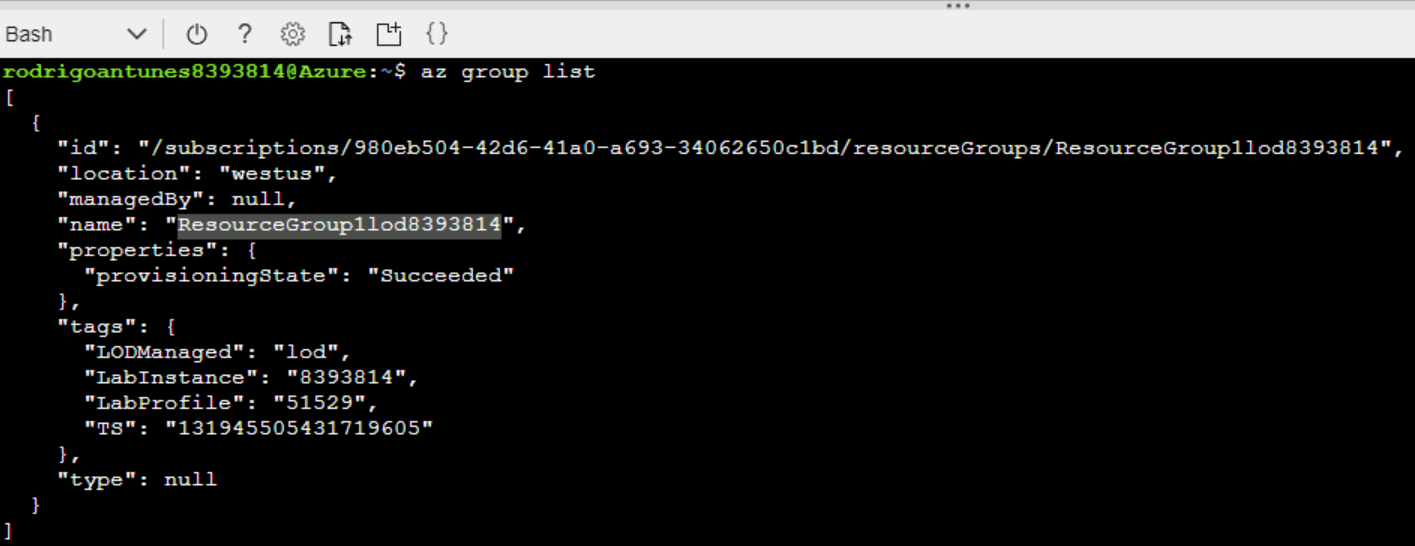 Bash
?
{}
rodrigoantunes8393814@Azure:~$ az group list
[
  {
    "id": "/subscriptions/980eb504-42d6-41a0-a693-34062650c1bd/resourceGroups/ResourceGroup1lod8393814",
    "location": "westus",
    "managedBy": null,
    "name": "ResourceGroup1lod8393814",
    "properties": {
      "provisioningState": "Succeeded"
    },
    "tags": {
      "LODManaged": "lod",
      "LabInstance": "8393814",
      "LabProfile": "51529",
      "TS": "131945505431719605"
    },
    "type": null
  }
]